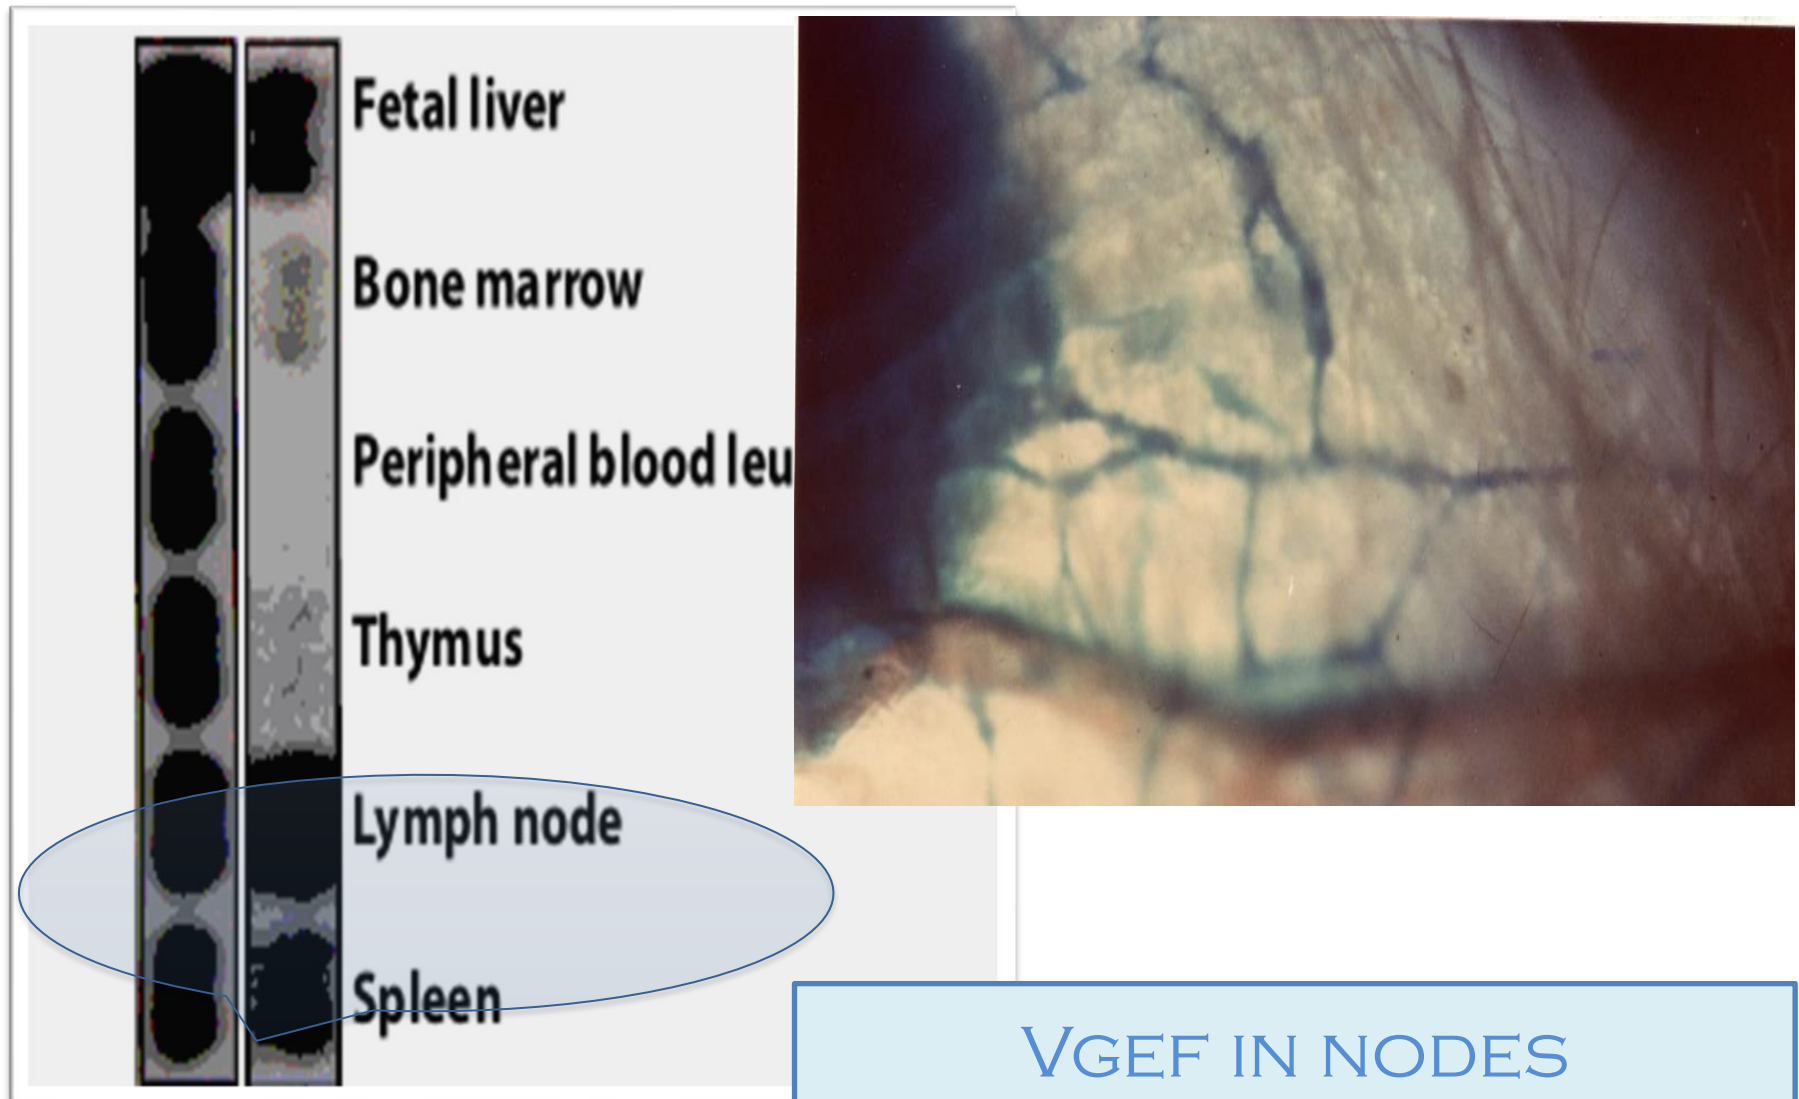 Fetal liver
Bone marrow
Peripheral blood leu
Thymus
Lymph node
Spleen
VGEF IN NODES